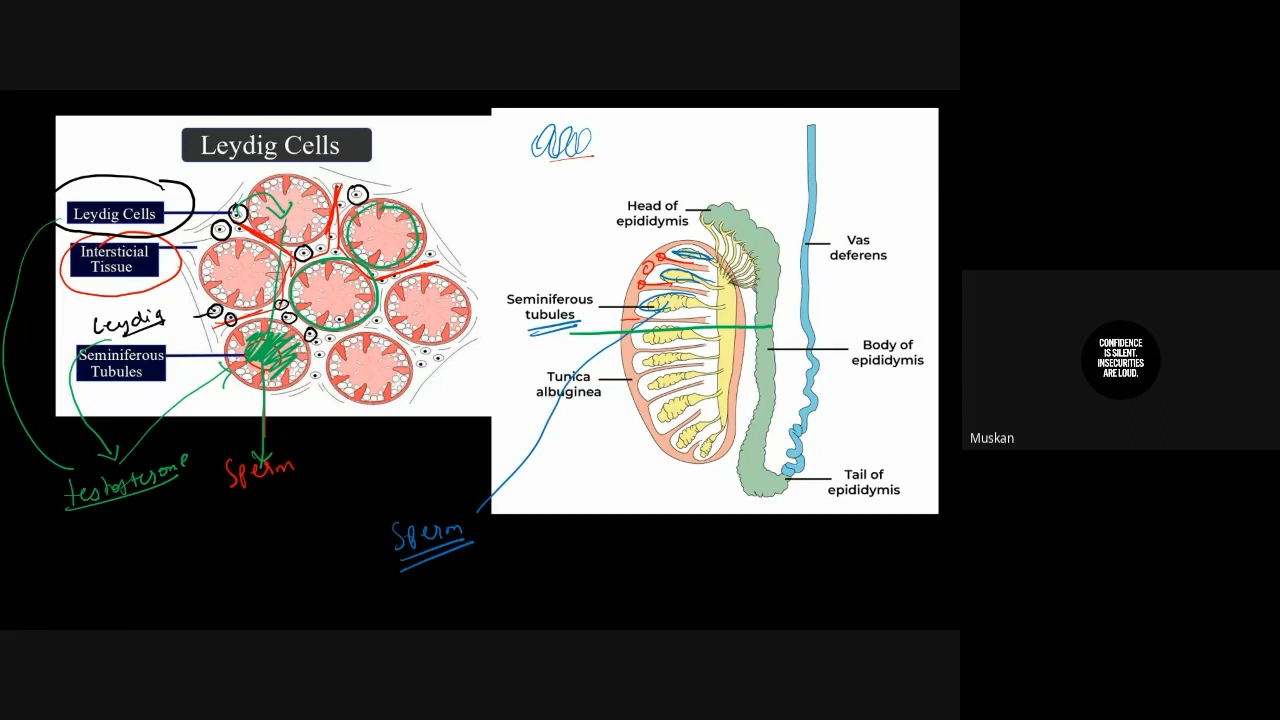 Leydig Cells
Leydig Cells
Intersticial
Tissue
Leydig
Seminiferous
Tubules
testosterone
Sperm
Sperm
Head of
epididymis
Vas
deferens
Seminiferous
tubules
Body of
epididymis
Tunica
albuginea
Tail of
epididymis
CONFIDENCE
IS SILENT.
INSECURITIES
ARE LOUD.
Muskan